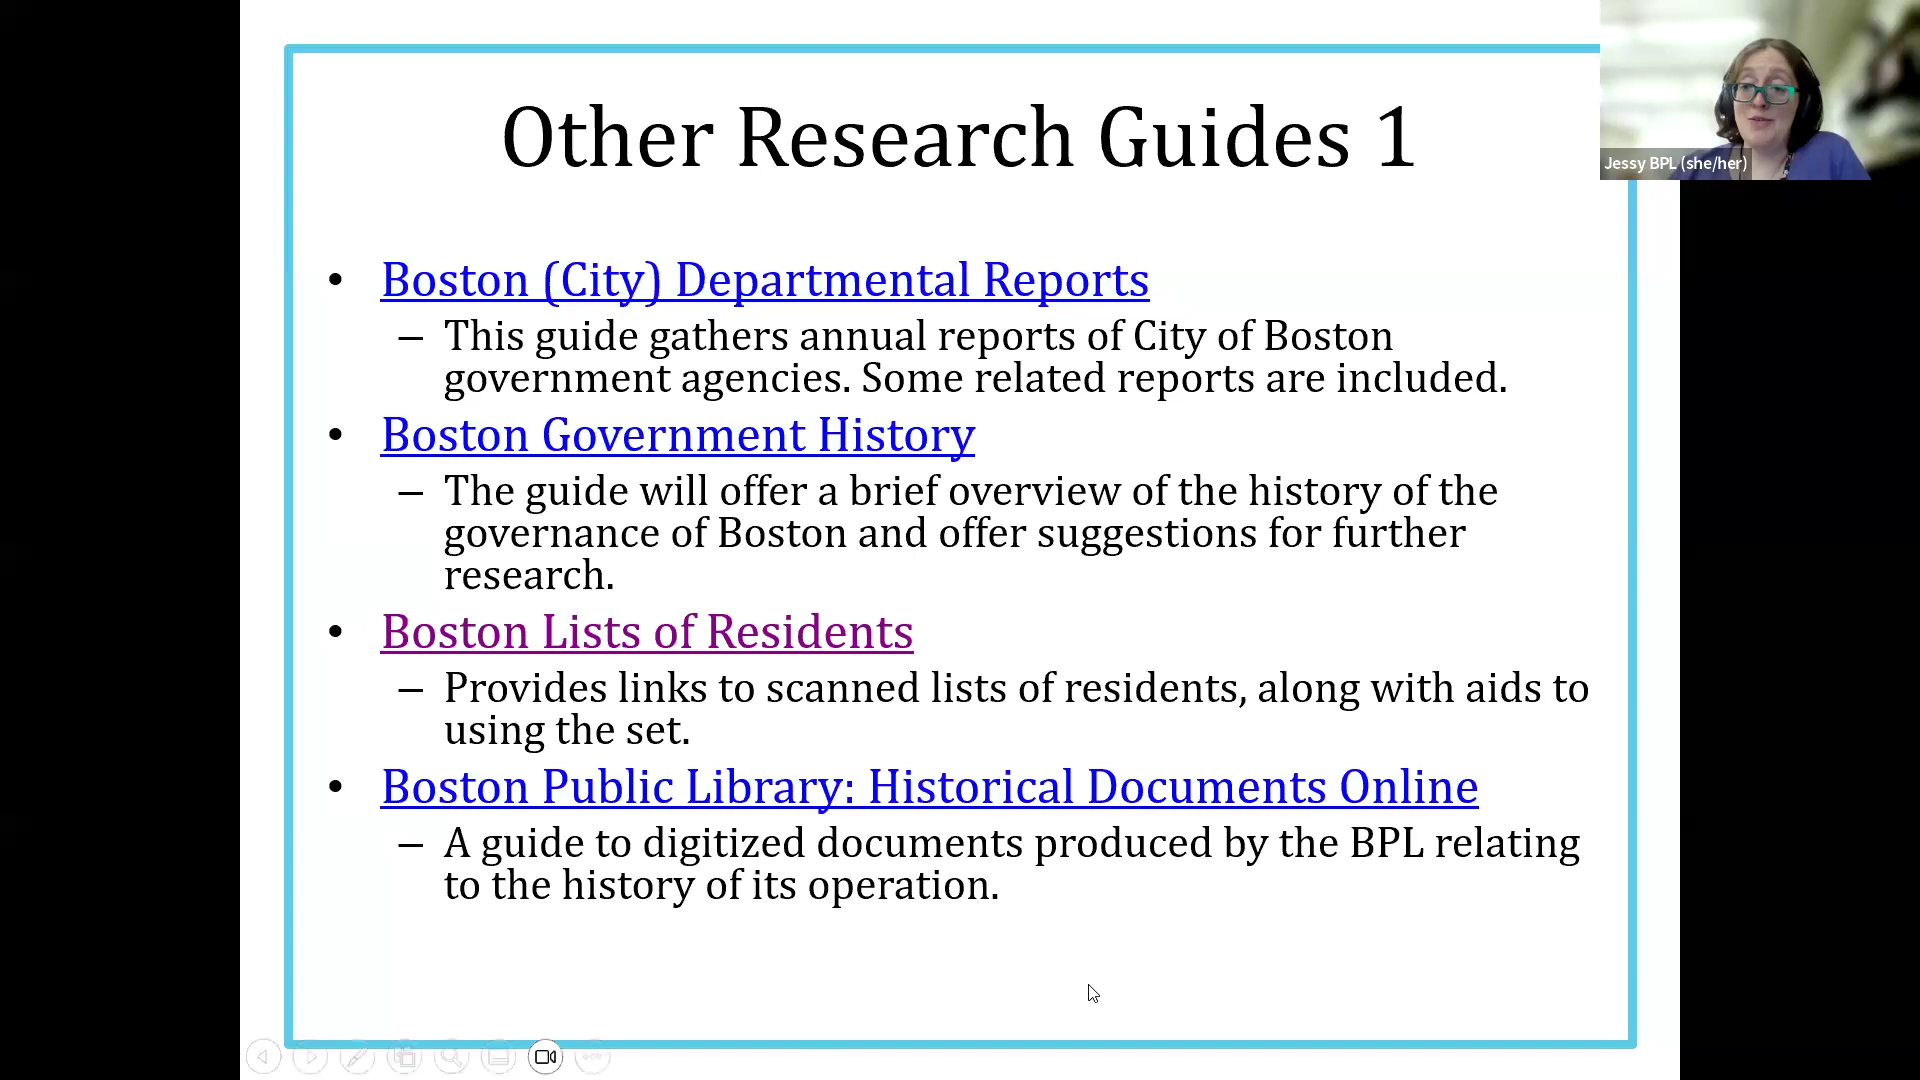 Other Research Guides 1
Jessy BPL (she/her)
• Boston (City) Departmental Reports
– This guide gathers annual reports of City of Boston
government agencies. Some related reports are included.
• Boston Government History
– The guide will offer a brief overview of the history of the
governance of Boston and offer suggestions for further
research.
• Boston Lists of Residents
– Provides links to scanned lists of residents, along with aids to
using the set.
• Boston Public Library: Historical Documents Online
– A guide to digitized documents produced by the BPL relating
to the history of its operation.